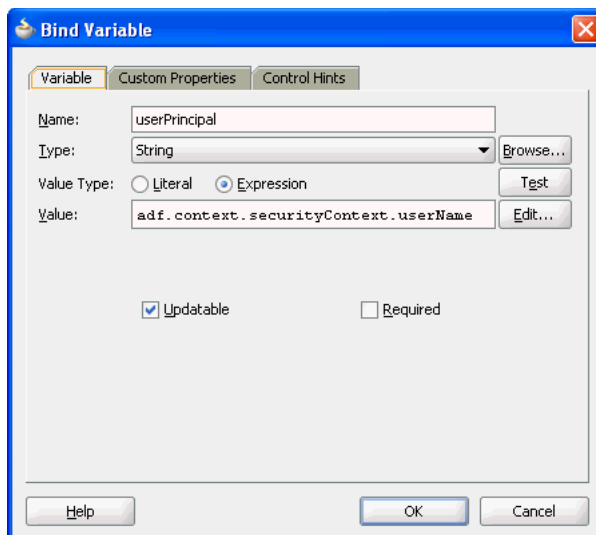 Bind Variable
Variable Custom Properties Control Hints
Name: userPrincipal
Type: String Browse...
Value Type: Literal Expression Test
Value: adf.context.securityContext.userName Edit...
Updatable Required
Help OK Cancel